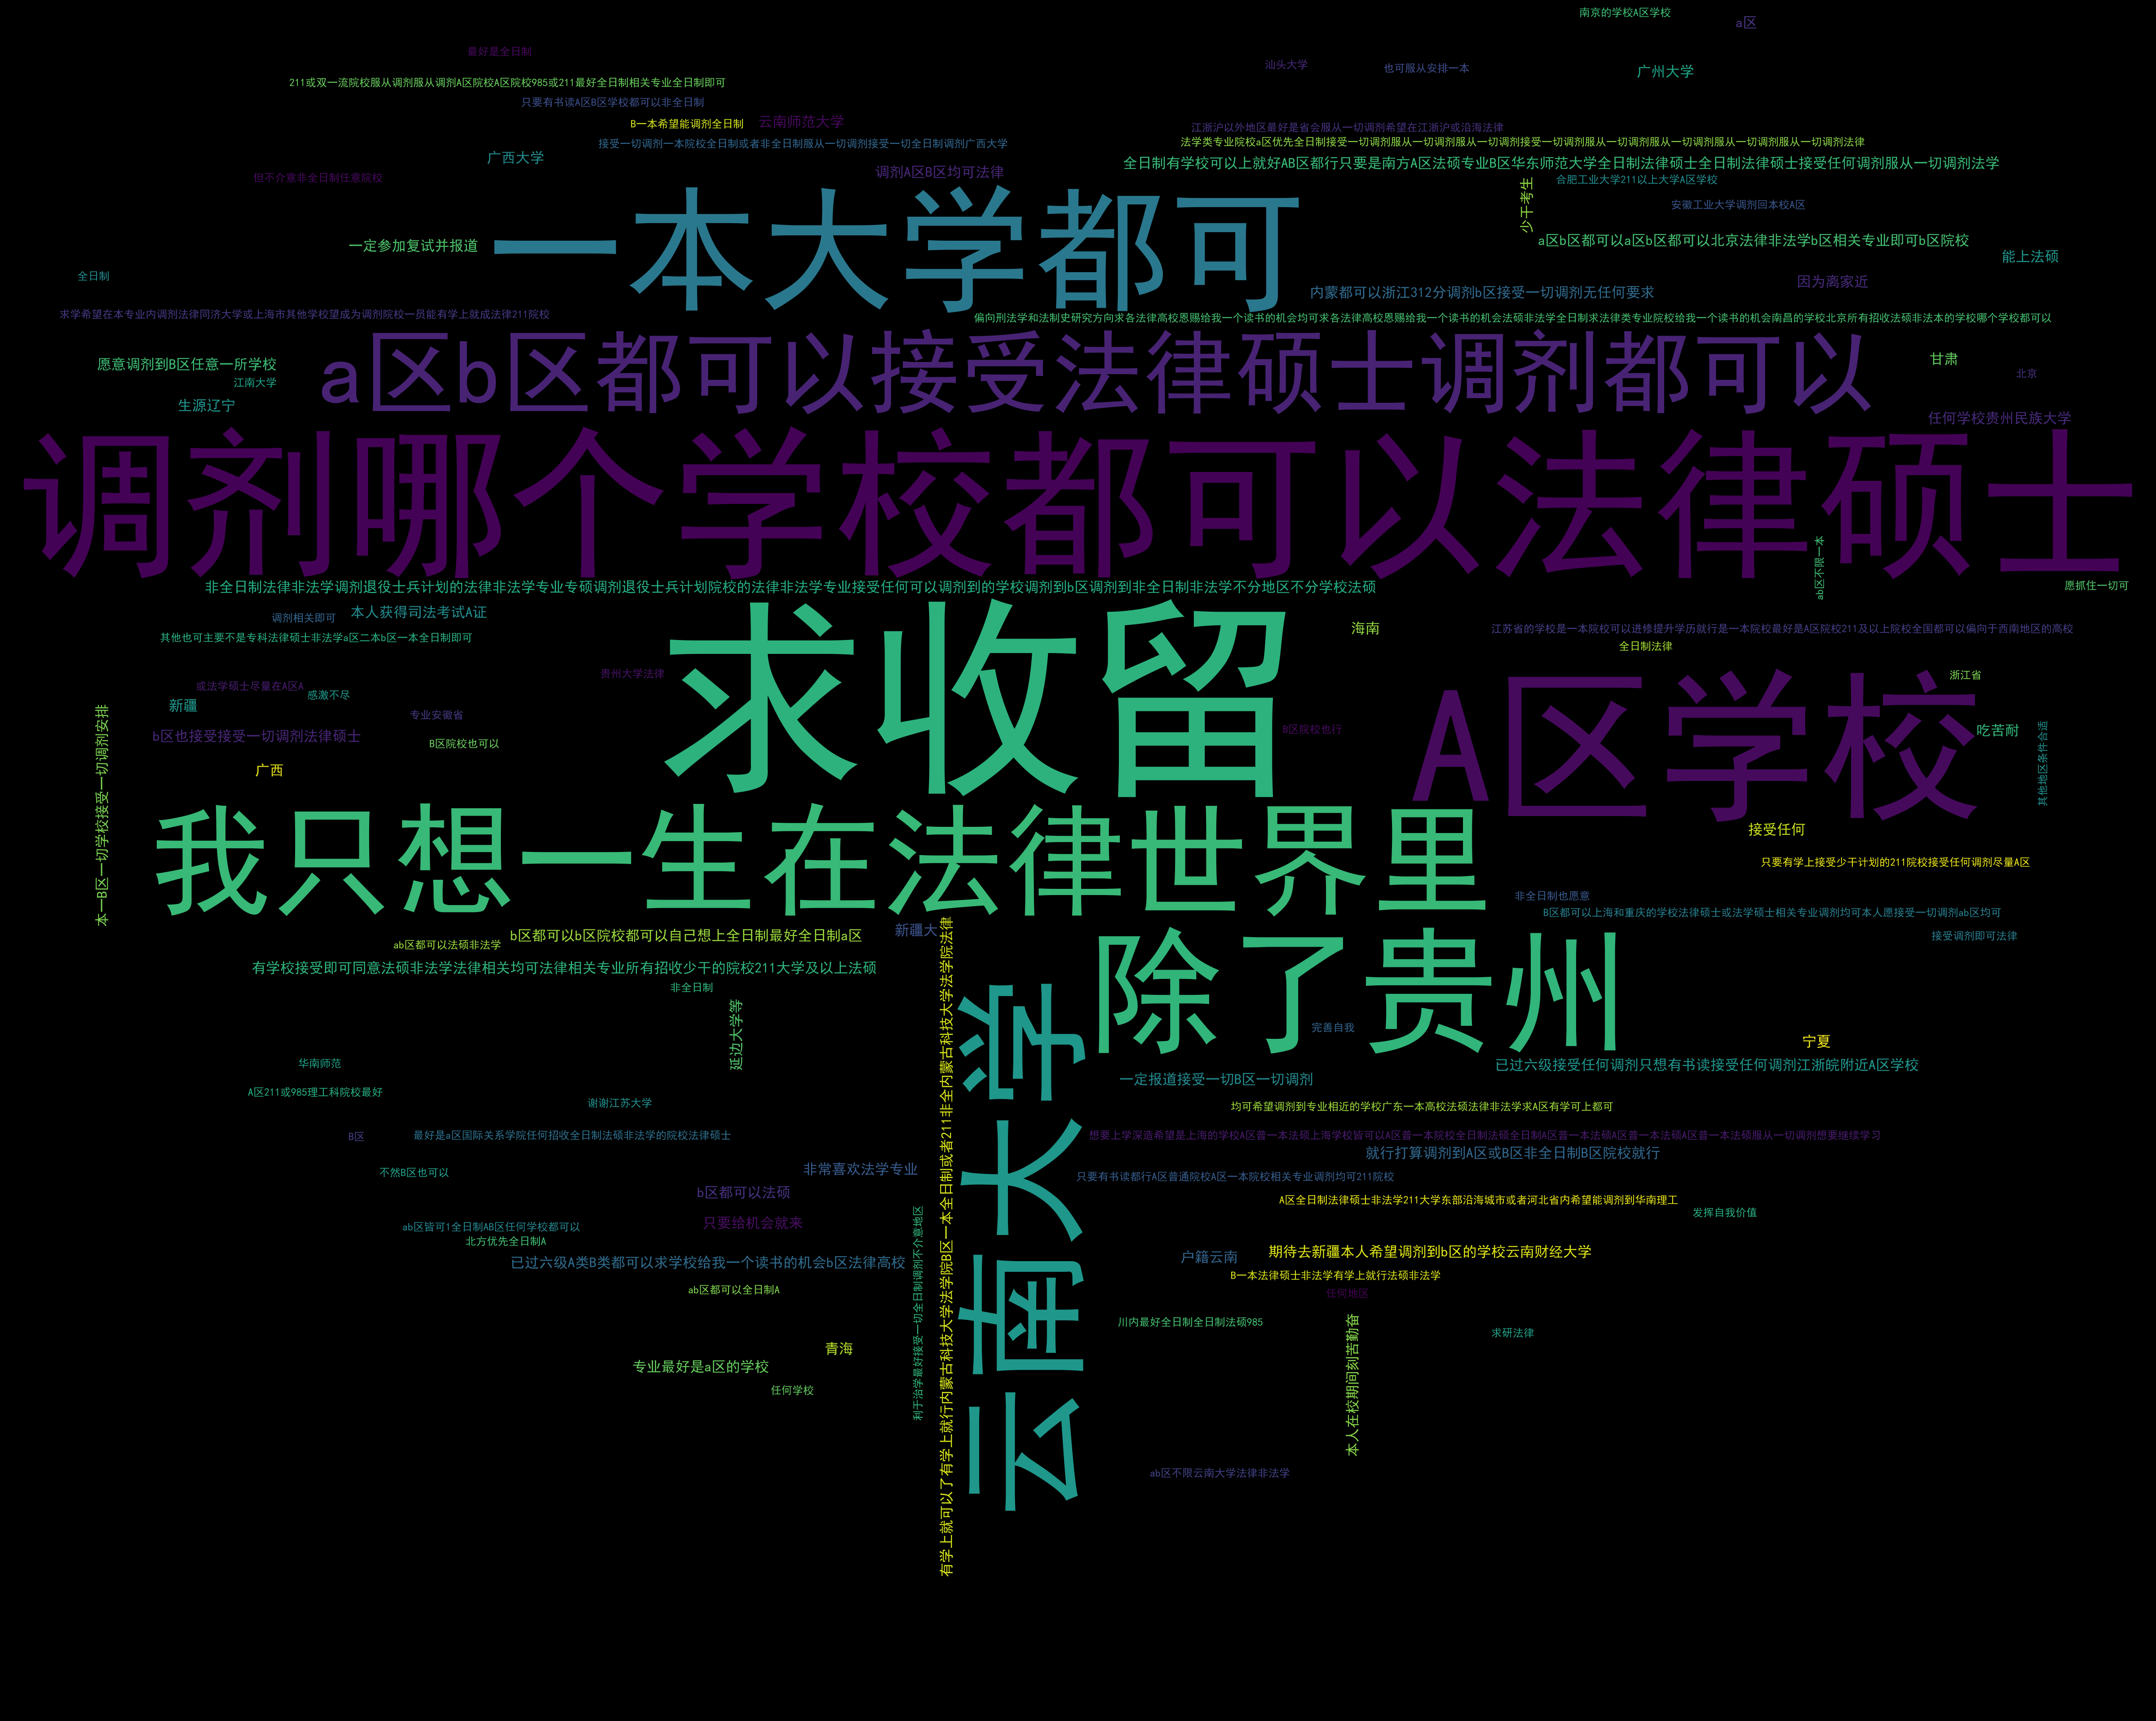 南京的学校A区学校
a区
最好是全日制
汕头大学
也可服从安排一本
广州大学
211或双一流院校服从调剂服从调剂A区院校A区院校985或211最好全日制相关专业全日制即可
只要有书读A区B区学校都可以非全日制
B一本希望能调剂全日制
云南师范大学
江浙沪以外地区最好是省会服从一切调剂希望在江浙沪或沿海法律
接受一切调剂一本院校全日制或者非全日制服从一切调剂接受一切全日制调剂广西大学
法学类专业院校a区优先全日制接受一切调剂服从一切调剂服从一切调剂接受一切调剂服从一切调剂服从一切调剂服从一切调剂服从一切调剂法律
广西大学
全日制有学校可以上就好AB区都行只要是南方A区法硕专业B区华东师范大学全日制法律硕士全日制法律硕士接受任何调剂服从一切调剂法学
但不介意非全日制任意院校
调剂A区B区均可法律
合肥工业大学211以上大学A区学校
少干考生
安徽工业大学调剂回本校A区
一定参加复试并报道
一本大学都可
a区b区都可以a区b区都可以北京法律非法学b区相关专业即可b区院校
能上法硕
全日制
因为离家近
内蒙都可以浙江312分调剂b区接受一切调剂无任何要求
求学希望在本专业内调剂法律同济大学或上海市其他学校望成为调剂院校一员能有学上就成法律211院校
偏向刑法学和法制史研究方向求各法律高校恩赐给我一个读书的机会均可求各法律高校恩赐给我一个读书的机会法硕非法学全日制求法律类专业院校给我一个读书的机会南昌的学校北京所有招收法硕非法本的学校哪个学校都可以
愿意调剂到B区任意一所学校
a区b区都可以接受法律硕士调剂都可以
甘肃
江南大学
北京
生源辽宁
任何学校贵州民族大学
调剂哪个学校都可以法律硕士
ab区不限一本
非全日制法律非法学调剂退役士兵计划的法律非法学专业专硕调剂退役士兵计划院校的法律非法学专业接受任何可以调剂到的学校调剂到b区调剂到非全日制非法学不分地区不分学校法硕
愿抓住一切可
调剂相关即可
本人获得司法考试A证
求收留
海南
江苏省的学校是一本院校可以进修提升学历就行是一本院校最好是A区院校211及以上院校全国都可以偏向于西南地区的高校
其他也可主要不是专科法律硕士非法学a区二本b区一本全日制即可
全日制法律
贵州大学法律
浙江省
或法学硕士尽量在A区A
感激不尽
新疆
专业安徽省
A区学校
B区院校也行
吃苦耐
b区也接受接受一切调剂法律硕士
B区院校也可以
其他地区条件合适
广西
本一B区一切学校接受一切调剂安排
我只想一生在法律世界里
接受任何
只要有学上接受少干计划的211院校接受任何调剂尽量A区
非全日制也愿意
B区都可以上海和重庆的学校法律硕士或法学硕士相关专业调剂均可本人愿接受一切调剂ab区均可
新疆大
b区都可以b区院校都可以自己想上全日制最好全日制a区
接受调剂即可法律
ab区都可以法硕非法学
有学校接受即可同意法硕非法学法律相关均可法律相关专业所有招收少干的院校211大学及以上法硕
除了贵州
非全日制
延边大学等
完善自我
宁夏
华南师范
已过六级接受任何调剂只想有书读接受任何调剂江浙皖附近A区学校
一定报道接受一切B区一切调剂
A区211或985理工科院校最好
谢谢江苏大学
均可希望调剂到专业相近的学校广东一本高校法硕法律非法学求A区有学可上都可
B区
最好是a区国际关系学院任何招收全日制法硕非法学的院校法律硕士
想要上学深造希望是上海的学校A区普一本法硕上海学校皆可以A区普一本院校全日制法硕全日制A区普一本法硕A区普一本法硕A区普一本法硕服从一切调剂想要继续学习
就行打算调剂到A区或B区非全日制B区院校就行
不然B区也可以
非常喜欢法学专业
只要有书读都行A区普通院校A区一本院校相关专业调剂均可211院校
b区都可以法硕
A区全日制法律硕士非法学211大学东部沿海城市或者河北省内希望能调剂到华南理工
发挥自我价值
ab区皆可1全日制AB区任何学校都可以
只要给机会就来
北方优先全日制A
户籍云南
期待去新疆本人希望调剂到b区的学校云南财经大学
已过六级A类B类都可以求学校给我一个读书的机会b区法律高校
B一本法律硕士非法学有学上就行法硕非法学
ab区都可以全日制A
任何地区
云南大学
有学上就可以了有学上就行内蒙古科技大学法学院B区一本全日制或者211非全内蒙古科技大学法学院法律
利于治学最好接受一切全日制调剂不介意地区
川内最好全日制全日制法硕985
求研法律
本人在校期间刻苦勤奋
青海
专业最好是a区的学校
任何学校
ab区不限云南大学法律非法学